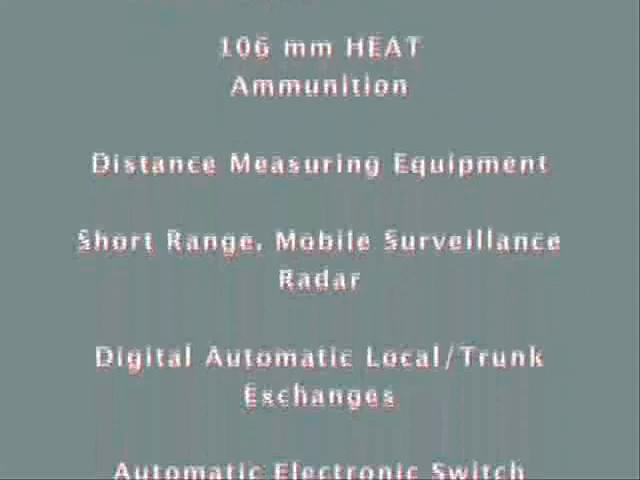 106 mm HEAT
Ammunition
Distance Measuring Equipment
Short Range, Mobile Surveillance
Radar
Digital Automatic Local/Trunk
Exchanges
Automatic Electronic Switch